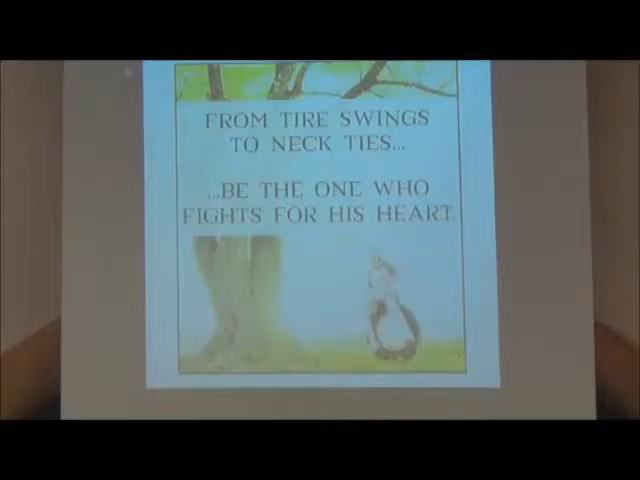 FROM TIRE SWINGS
TO NECK TIES...
...BE THE ONE WHO
FIGHTS FOR HIS HEART.